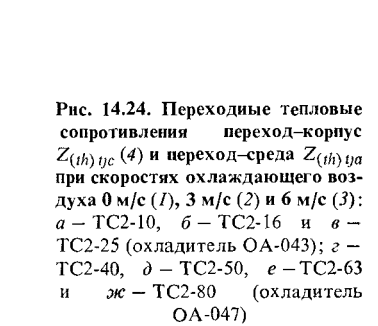 Рис. 14.24. Переходные тепловые
сопротивления переход–корпус
Z(th) tjc (4) и переход–среда Z(th) tja
при скоростях охлаждающего воз-
духа 0 м/с (1), 3 м/с (2) и 6 м/с (3):
а — ТС2-10, б — ТС2-16 и в —
ТС2-25 (охладитель ОА-043); г —
ТС2-40, д — ТС2-50, е — ТС2-63
и ж — ТС2-80 (охладитель
ОА-047)